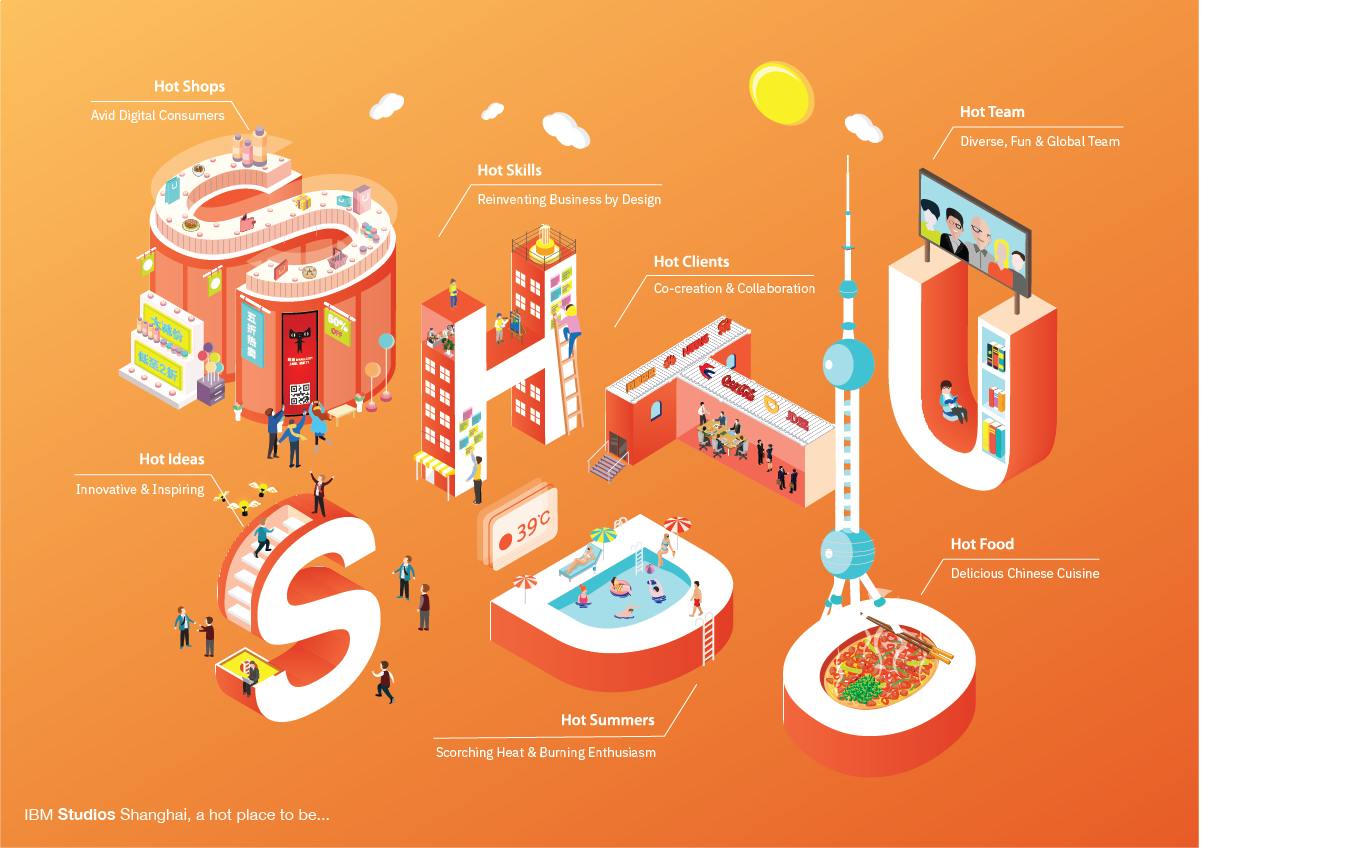 Hot Shops
Avid Digital Consumers
Hot Skills
Reinventing Business by Design
Hot Clients
Co-creation & Collaboration
Hot Team
Diverse, Fun & Global Team
大减价
低至2折
五折热卖
50%
OFF
39°C
Hot Ideas
Innovative & Inspiring
Hot Food
Delicious Chinese Cuisine
Hot Summers
Scorching Heat & Burning Enthusiasm
IBM Studios Shanghai, a hot place to be...